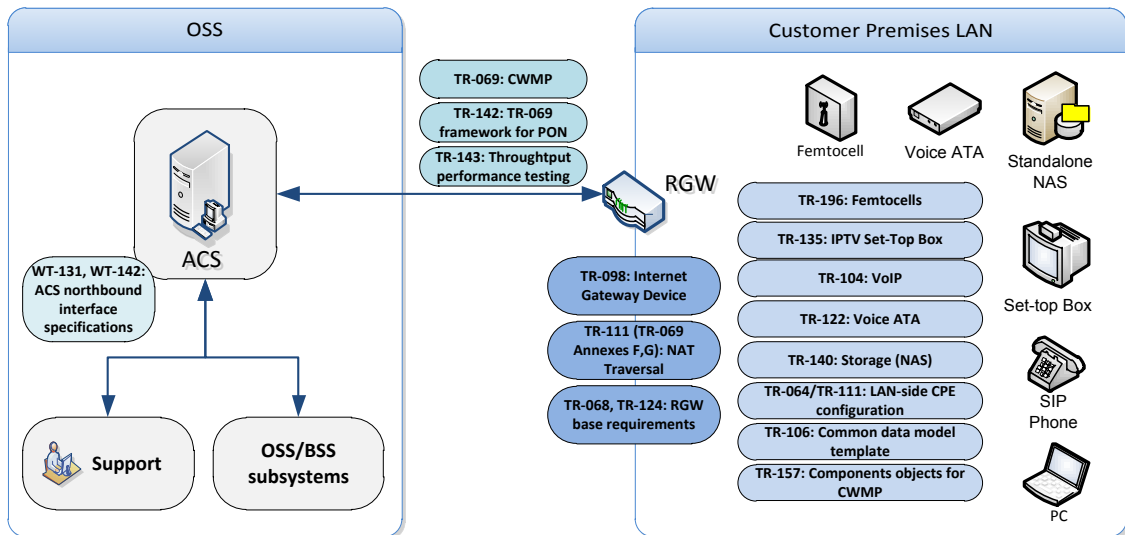 OSS
ACS
WT-131, WT-142:
ACS northbound
interface
specifications
Support
OSS/BSS
subsystems
TR-069: CWMP
TR-142: TR-069
framework for PON
TR-143: Throughtput
performance testing
RGW
TR-098: Internet
Gateway Device
TR-111 (TR-069
Annexes F,G): NAT
Traversal
TR-068, TR-124: RGW
base requirements
Customer Premises LAN
Femtocell
Voice ATA
Standalone
NAS
TR-196: Femtocells
TR-135: IPTV Set-Top Box
TR-104: VoIP
TR-122: Voice ATA
TR-140: Storage (NAS)
TR-064/TR-111: LAN-side CPE
configuration
TR-106: Common data model
template
TR-157: Components objects for
CWMP
Set-top Box
SIP
Phone
PC